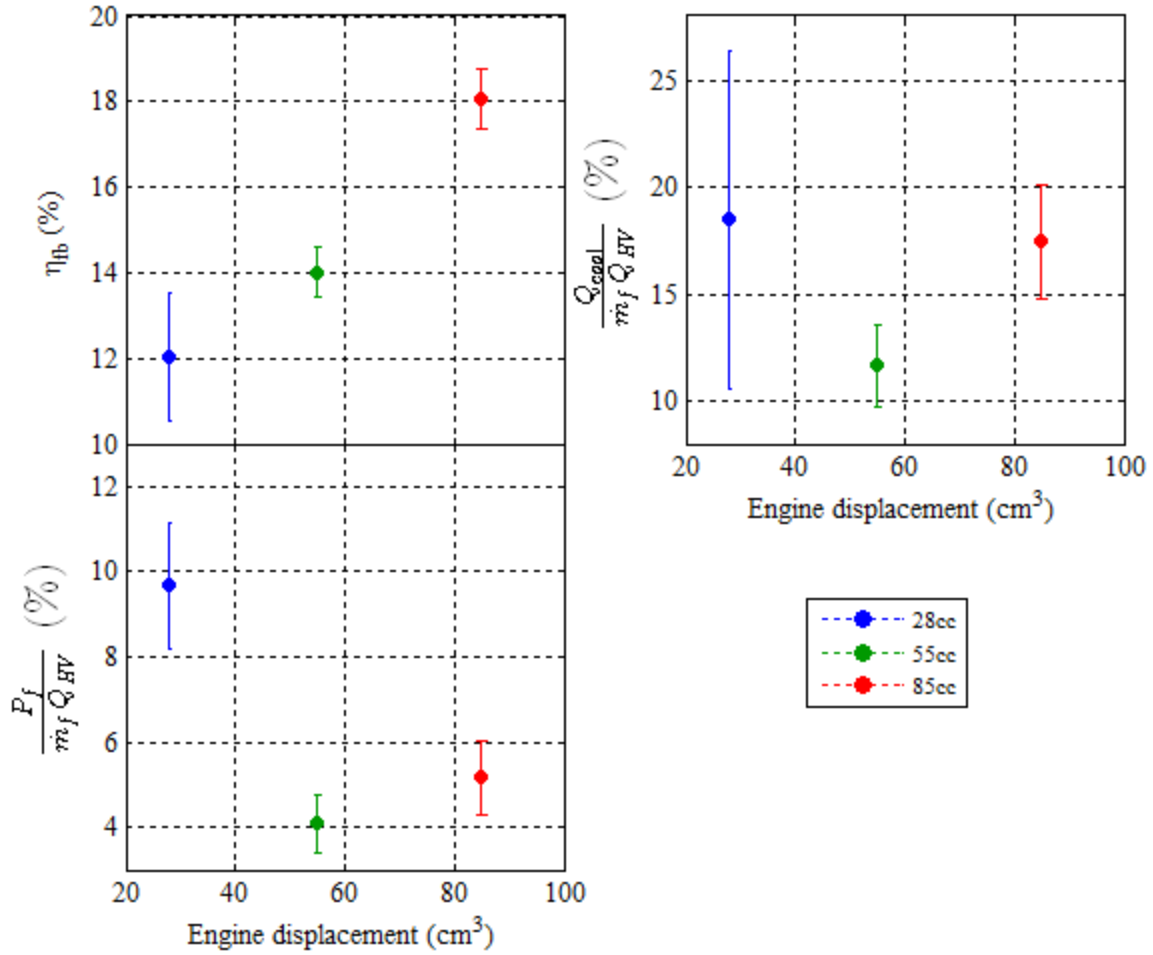 20
18
16
14
12
10
η_fb (%)
12
10
8
6
4
P_f / ṁ_f Q_HV (%)
20 40 60 80 100
Engine displacement (cm³)
25
20
15
10
Q_cool / ṁ_f Q_HV (%)
20 40 60 80 100
Engine displacement (cm³)
28cc
55cc
85cc